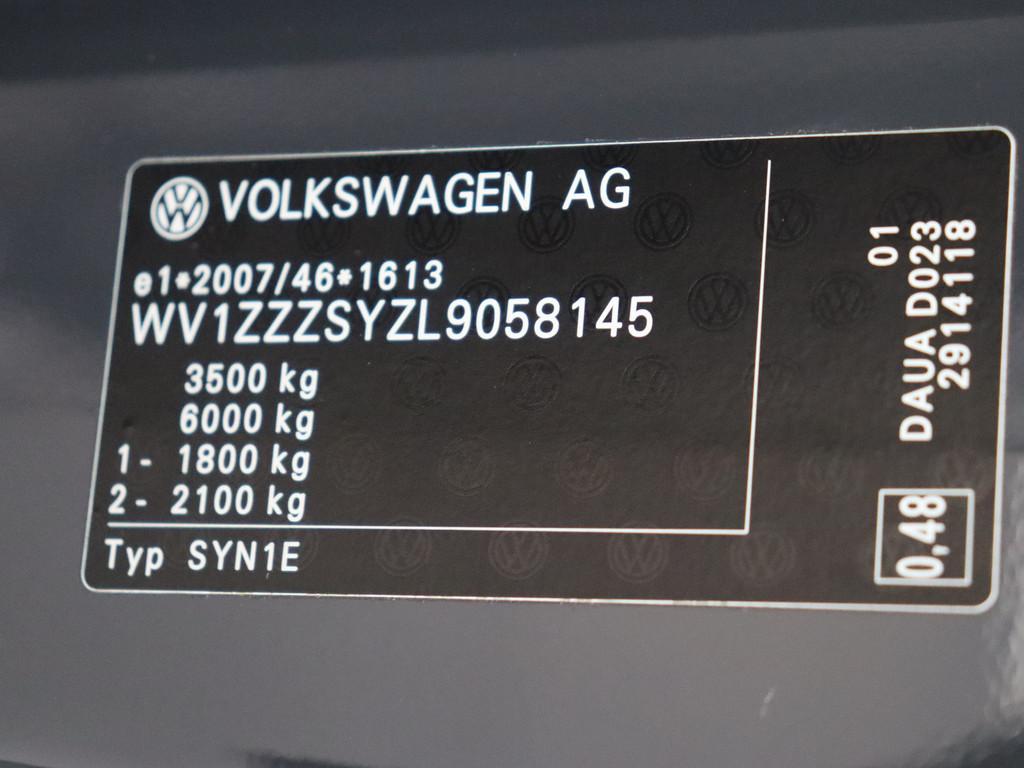 VOLKSWAGEN AG
e1*2007/46*1613
WV1ZZZSYZL9058145
3500 kg
6000 kg
1- 1800 kg
2- 2100 kg
Typ SYN1E
01
DAUA D023
2914118
0,48